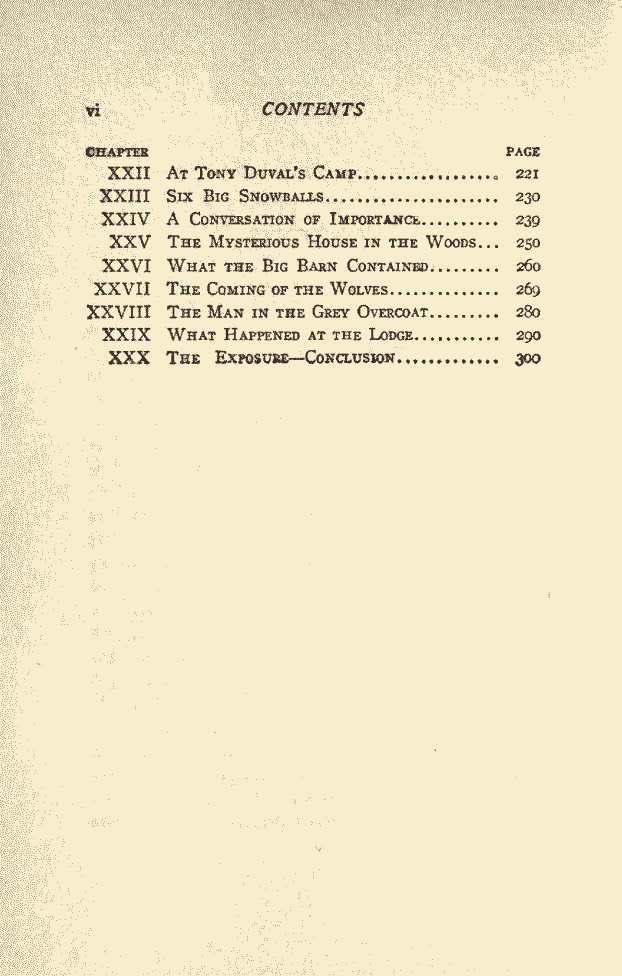 vi CONTENTS
CHAPTER PAGE
XXII At Tony Duval's Camp.................. 221
XXIII Six Big Snowballs...................... 230
XXIV A Conversation of Importance.......... 239
XXV The Mysterious House in the Woods... 250
XXVI What the Big Barn Contained......... 260
XXVII The Coming of the Wolves.............. 269
XXVIII The Man in the Grey Overcoat......... 280
XXIX What Happened at the Lodge........... 290
XXX The Exposure—Conclusion............. 300